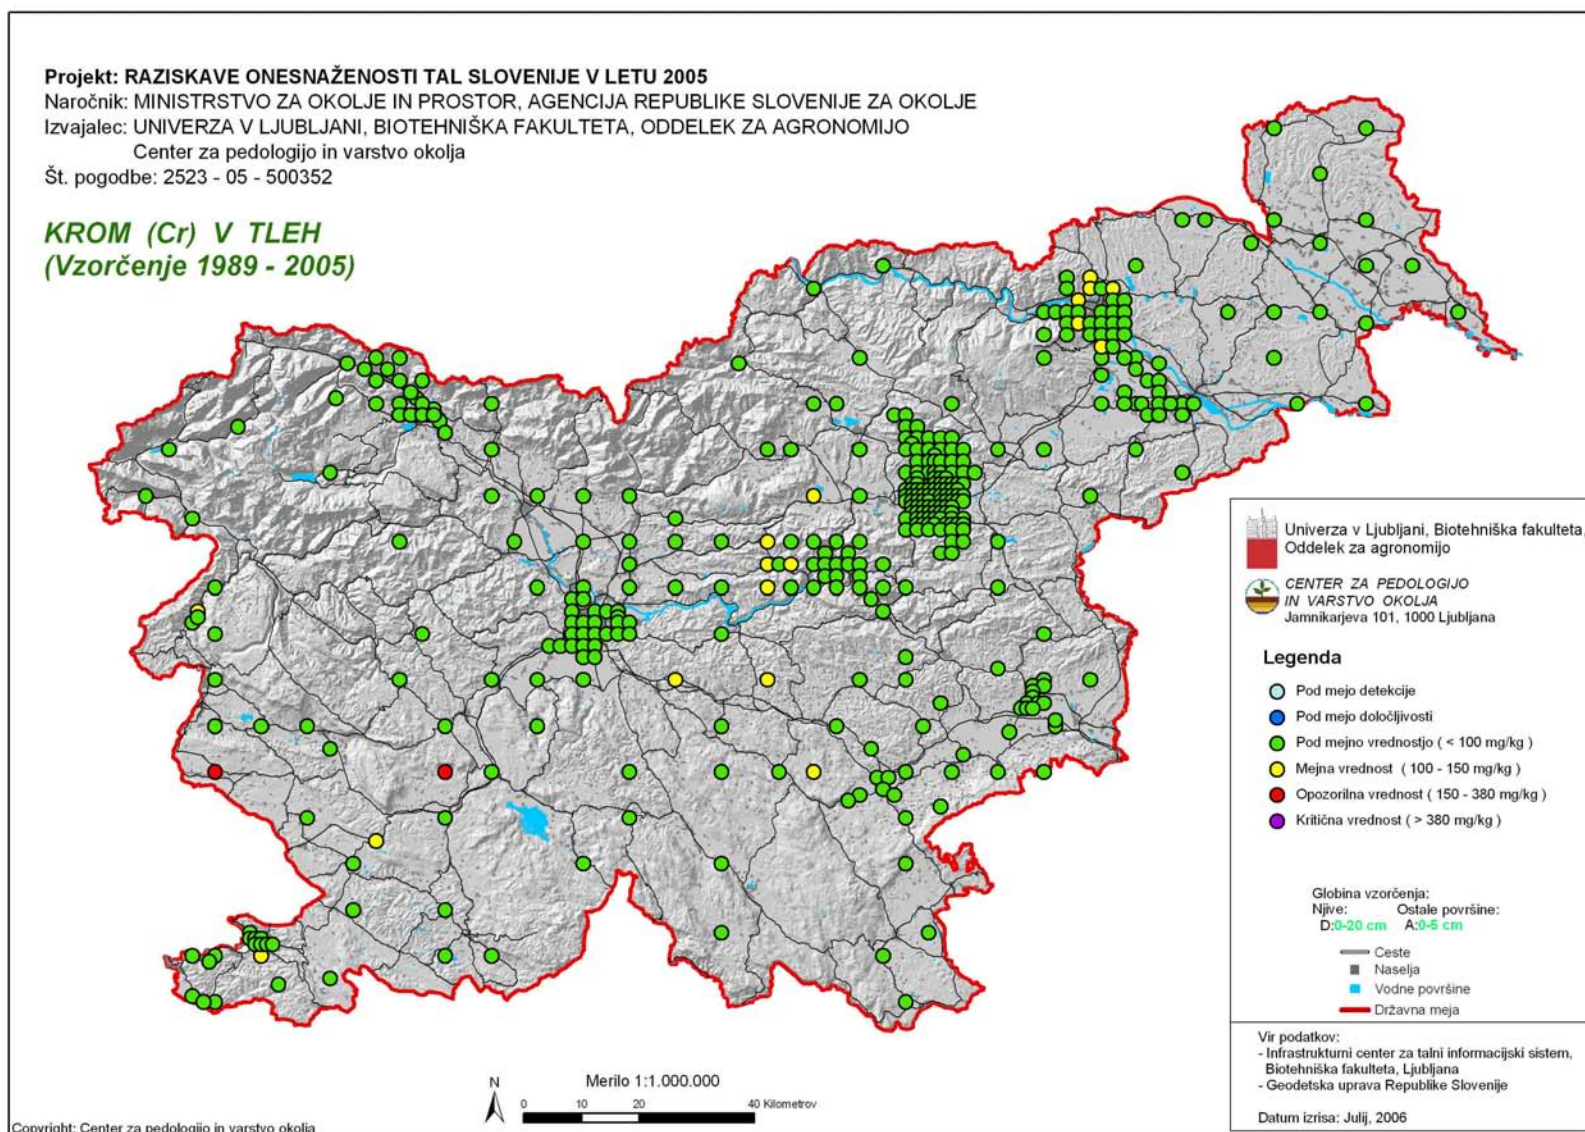 Projekt: RAZISKAVE ONESNAŽENOSTI TAL SLOVENIJE V LETU 2005
Naročnik: MINISTRSTVO ZA OKOLJE IN PROSTOR, AGENCIJA REPUBLIKE SLOVENIJE ZA OKOLJE
Izvajalec: UNIVERZA V LJUBLJANI, BIOTEHNIŠKA FAKULTETA, ODDELEK ZA AGRONOMIJO
Center za pedologijo in varstvo okolja
Št. pogodbe: 2523 - 05 - 500352
KROM (Cr) V TLEH
(Vzorčenje 1989 - 2005)
Univerza v Ljubljani, Biotehniška fakulteta,
Oddelek za agronomijo
CENTER ZA PEDOLOGIJO
IN VARSTVO OKOLJA
Jamnikarjeva 101, 1000 Ljubljana
Legenda
Pod mejo detekcije
Pod mejo določljivosti
Pod mejno vrednostjo ( < 100 mg/kg )
Mejna vrednost ( 100 - 150 mg/kg )
Opozorilna vrednost ( 150 - 380 mg/kg )
Kritična vrednost ( > 380 mg/kg )
Globina vzorčenja:
Njive: Ostale površine:
D:0-20 cm A:0-5 cm
Ceste
Naselja
Vodne površine
Državna meja
Vir podatkov:
- Infrastrukturni center za talni informacijski sistem,
Biotehniška fakulteta, Ljubljana
- Geodetska uprava Republike Slovenije
Datum izrisa: Julij, 2006
N
Merilo 1:1.000.000
0 10 20 40 Kilometrov
Copyright: Center za pedologijo in varstvo okolja